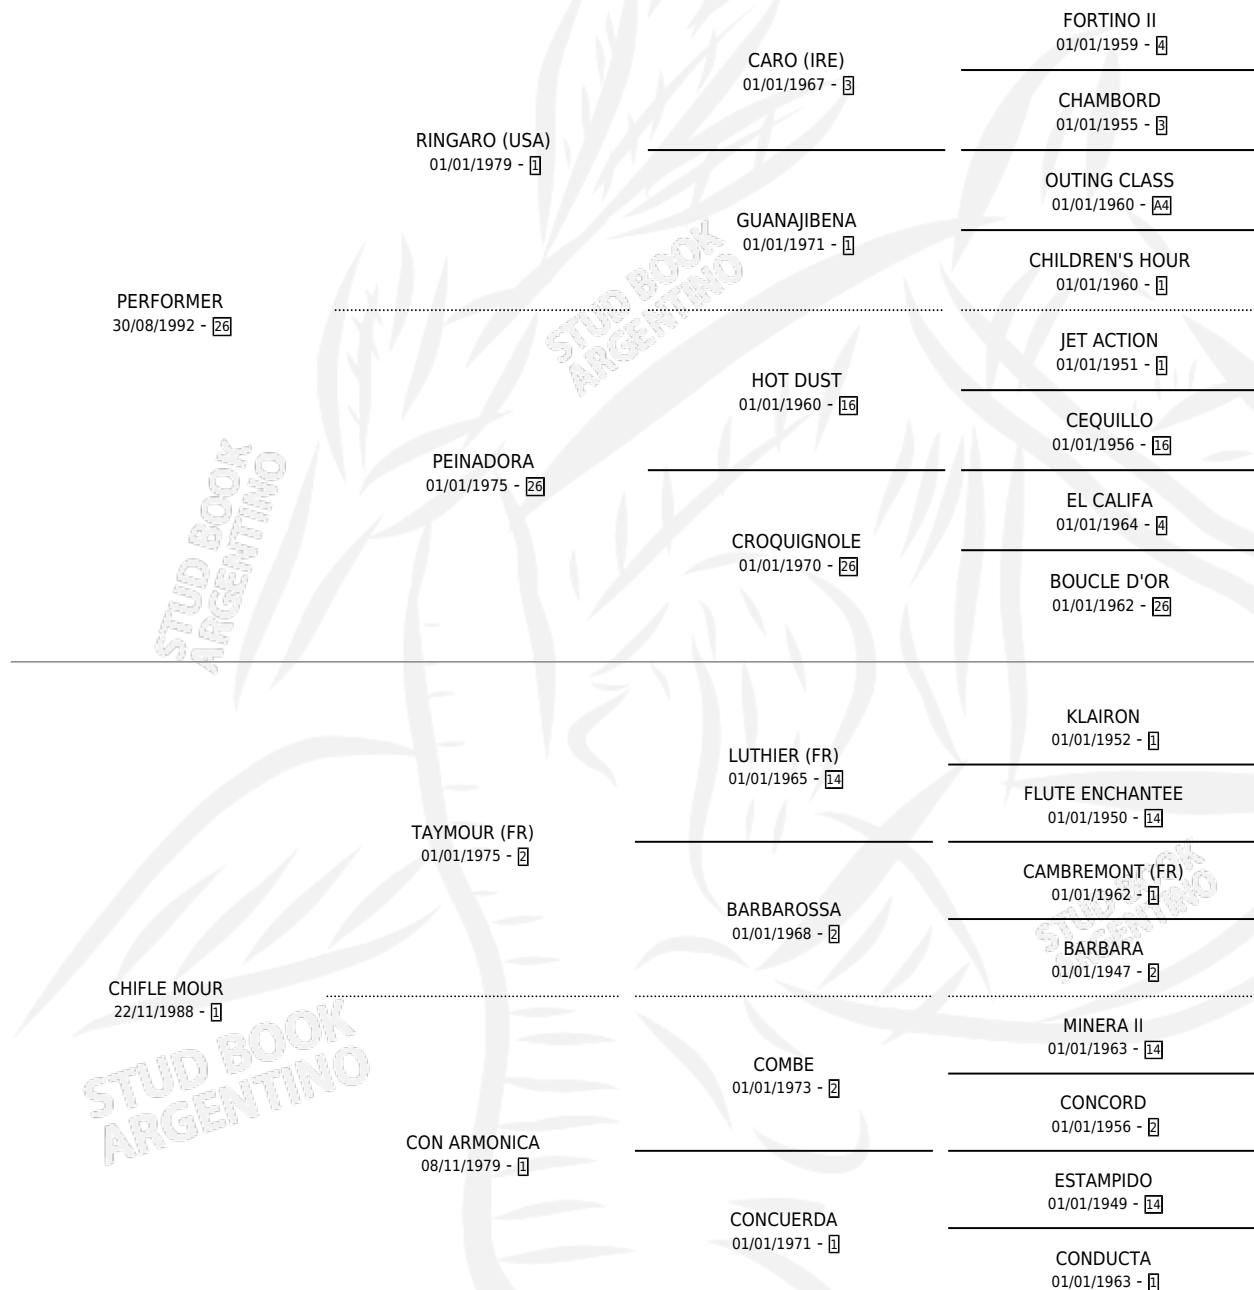 FORTINO II
01/01/1959 - 4
CARO (IRE)
01/01/1967 - 3
CHAMBORD
01/01/1955 - 3
RINGARO (USA)
01/01/1979 - 1
OUTING CLASS
01/01/1960 - A4
GUANAJIBENA
01/01/1971 - 1
CHILDREN'S HOUR
01/01/1960 - 1
PERFORMER
30/08/1992 - 26
JET ACTION
01/01/1951 - 1
HOT DUST
01/01/1960 - 16
CEQUILLO
01/01/1956 - 16
PEINADORA
01/01/1975 - 26
EL CALIFA
01/01/1964 - 4
CROQUIGNOLE
01/01/1970 - 26
BOUCLE D'OR
01/01/1962 - 26
KLAIRON
01/01/1952 - 1
LUTHIER (FR)
01/01/1965 - 14
FLUTE ENCHANTEE
01/01/1950 - 14
TAYMOUR (FR)
01/01/1975 - 2
CAMBREMONT (FR)
01/01/1962 - 1
BARBAROSSA
01/01/1968 - 2
BARBARA
01/01/1947 - 2
CHIFLE MOUR
22/11/1988 - 1
MINERA II
01/01/1963 - 14
COMBE
01/01/1973 - 2
CONCORD
01/01/1956 - 2
CON ARMONICA
08/11/1979 - 1
ESTAMPIDO
01/01/1949 - 14
CONCUERDA
01/01/1971 - 1
CONDUCTA
01/01/1963 - 1
STUD BOOK
ARGENTINO
STUD BOOK
ARGENTINO
STUD BOOK
ARGENTINO
STUD BOOK
ARGENTINO